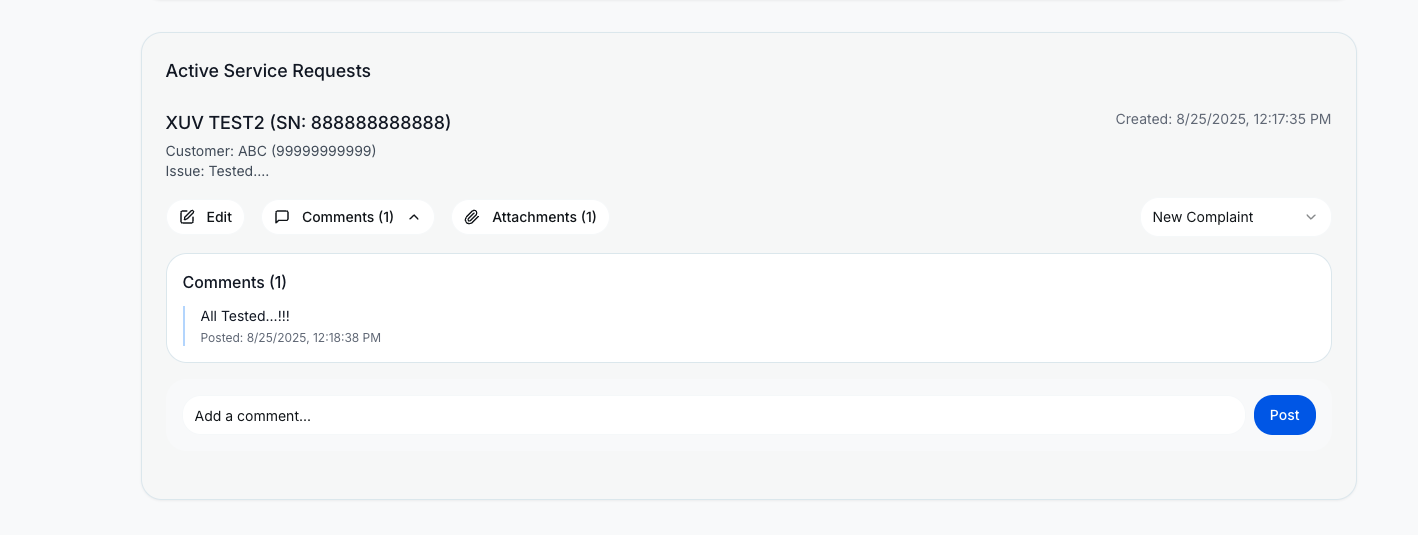 Active Service Requests
XUV TEST2 (SN: 888888888888)
Created: 8/25/2025, 12:17:35 PM
Customer: ABC (99999999999)
Issue: Tested....
Edit
Comments (1)
Attachments (1)
New Complaint
Comments (1)
All Tested...!!!
Posted: 8/25/2025, 12:18:38 PM
Add a comment...
Post